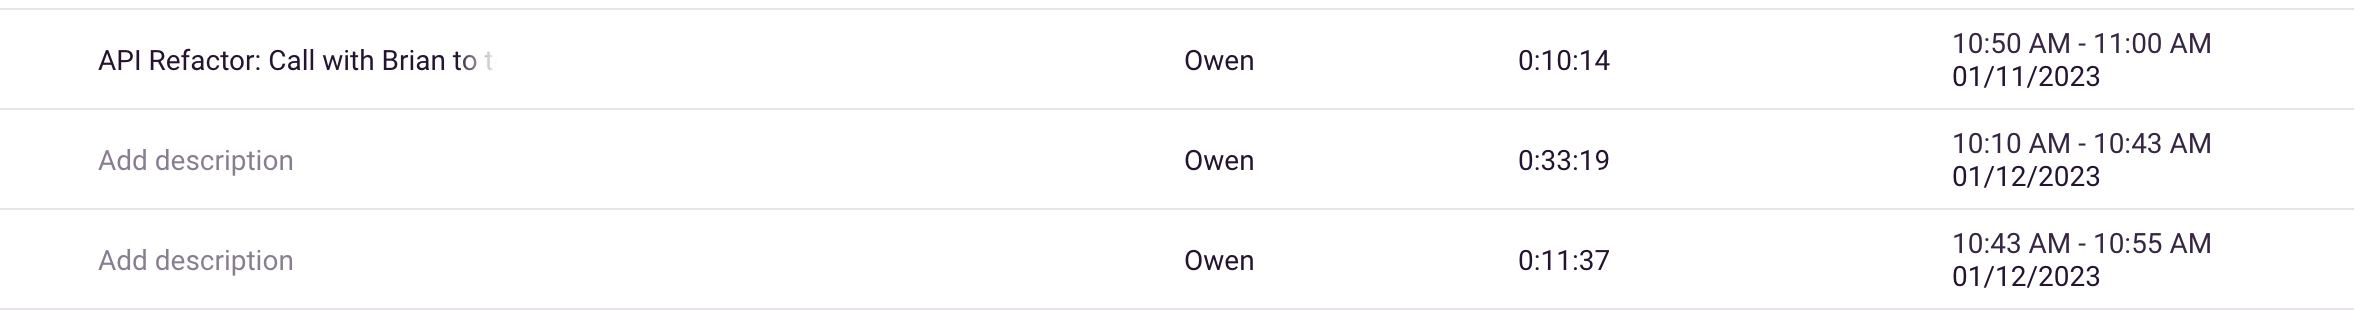 API Refactor: Call with Brian to t
Owen
0:10:14
10:50 AM - 11:00 AM
01/11/2023
Add description
Owen
0:33:19
10:10 AM - 10:43 AM
01/12/2023
Add description
Owen
0:11:37
10:43 AM - 10:55 AM
01/12/2023